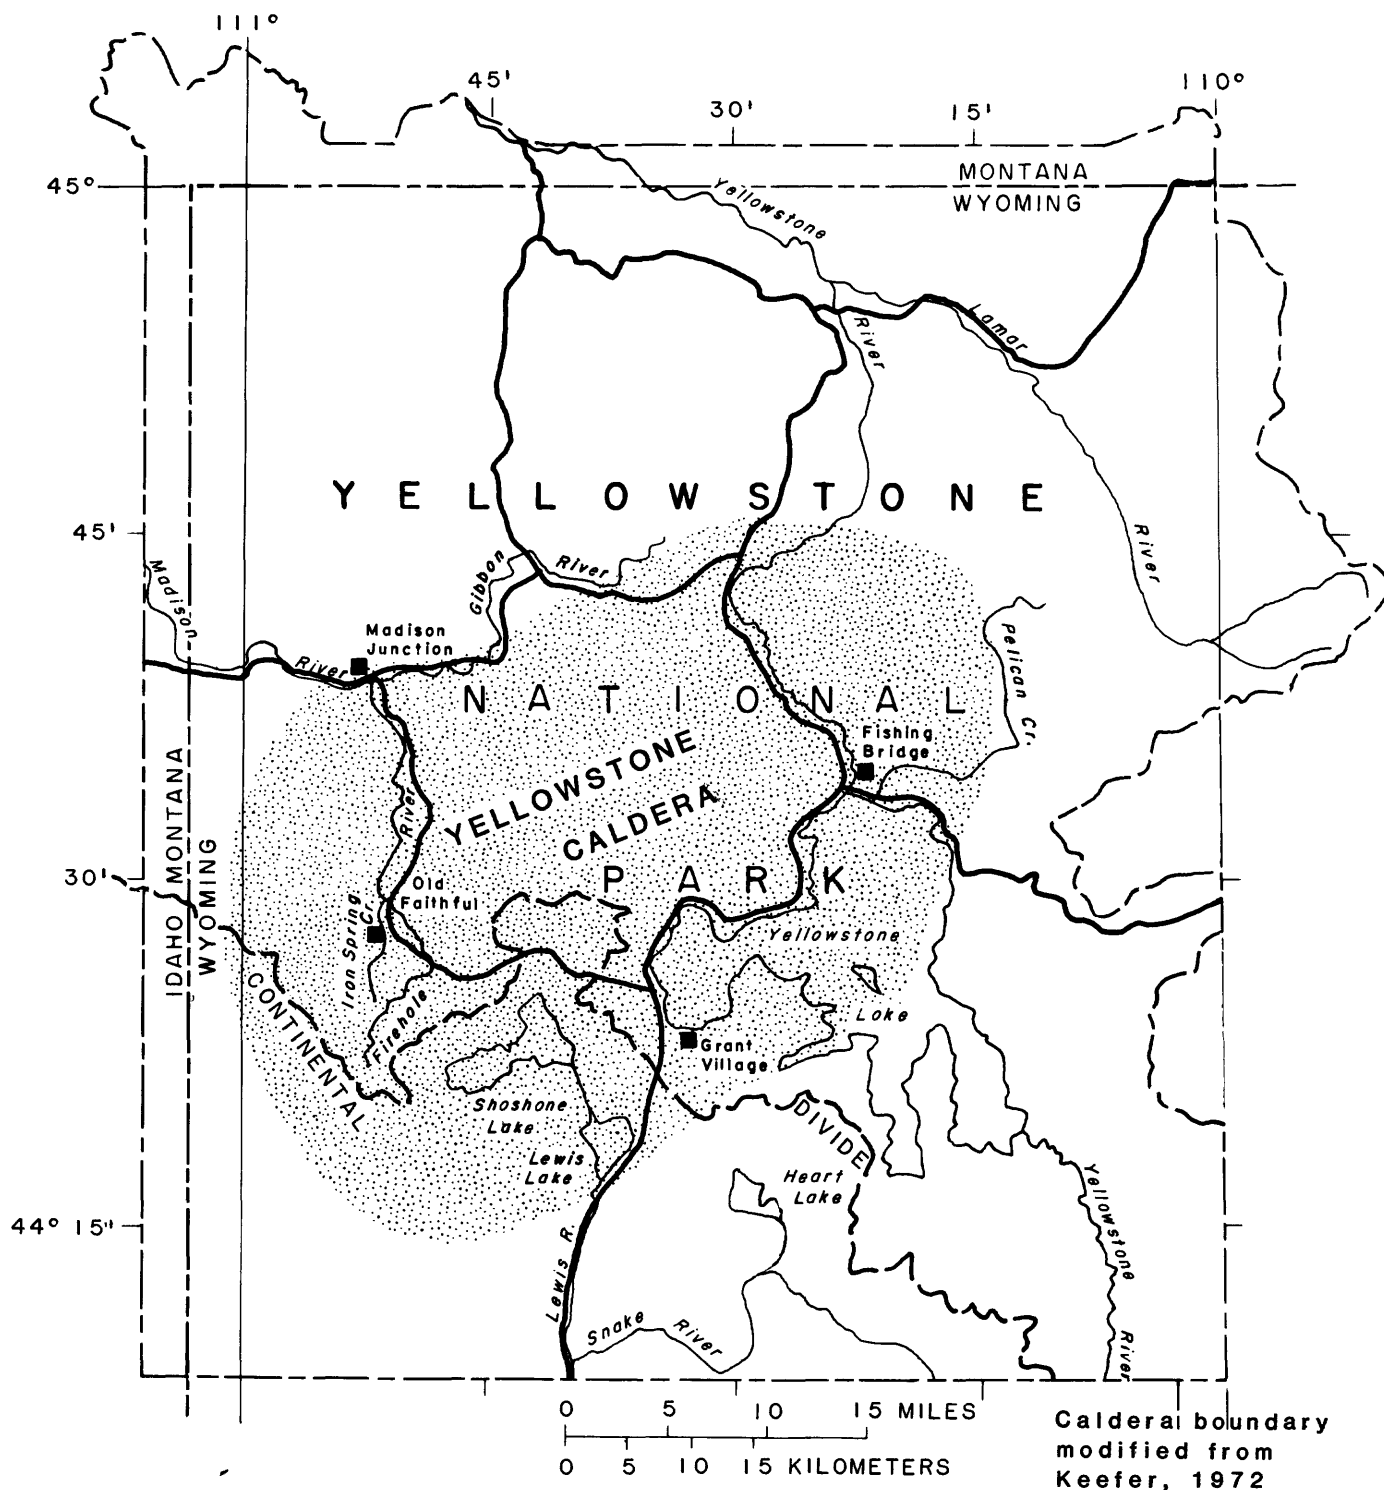 111°
45'
30'
15'
110°
45°
MONTANA
WYOMING
Yellowstone
River
Lamar
River
YELLOWSTONE
45'
Madison
River
Gibbon
River
Madison
Junction
Pelican Cr.
NATIONAL
Fishing
Bridge
YELLOWSTONE
CALDERA
River
IDAHO MONTANA
WYOMING
30'
PARK
Old
Faithful
Iron Spring
Cr.
Yellowstone
Lake
CONTINENTAL
Firehole
Grant
Village
Shoshone
Lake
DIVIDE
Lewis
Lake
Heart
Lake
Yellowstone
River
44° 15'
Lewis R.
Snake River
0 5 10 15 MILES
0 5 10 15 KILOMETERS
Caldera boundary
modified from
Keefer, 1972